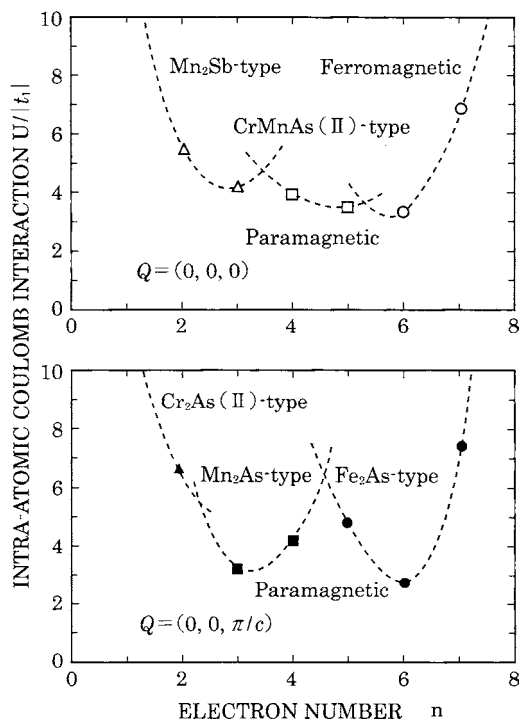 INTRA-ATOMIC COULOMB INTERACTION U/|t₁|
10
8
6
4
2
0
Mn₂Sb-type
Ferromagnetic
CrMnAs(II)-type
Paramagnetic
Q=(0, 0, 0)
0 2 4 6 8
10
8
6
4
2
0
Cr₂As(II)-type
Mn₂As-type
Fe₂As-type
Paramagnetic
Q=(0, 0, π/c)
0 2 4 6 8
ELECTRON NUMBER n